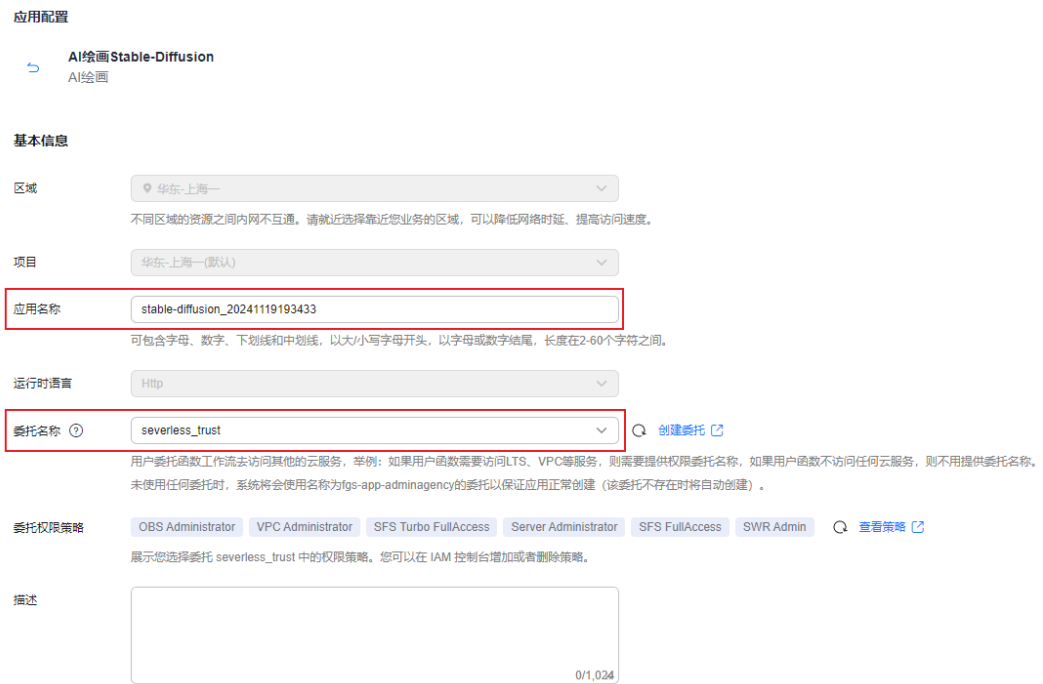 应用配置
AI绘画Stable-Diffusion
AI绘画
基本信息
区域
华东-上海一
不同区域的资源之间内网不互通。请就近选择靠近您业务的区域，可以降低网络时延、提高访问速度。
项目
华东-上海一(默认)
应用名称
stable-diffusion_20241119193433
可包含字母、数字、下划线和中划线，以大/小写字母开头，以字母或数字结尾，长度在2-60个字符之间。
运行时语言
Http
委托名称
severless_trust
创建委托
用户委托函数工作流去访问其他的云服务，举例：如果用户函数需要访问LTS、VPC等服务，则需要提供权限委托名称，如果用户函数不访问任何云服务，则不用提供委托名称。
未使用任何委托时，系统将会使用名称为fgs-app-adminagency的委托以保证应用正常创建（该委托不存在时将自动创建）。
委托权限策略
OBS Administrator VPC Administrator SFS Turbo FullAccess Server Administrator SFS FullAccess SWR Admin
查看策略
展示您选择委托 severless_trust 中的权限策略。您可以在 IAM 控制台增加或者删除策略。
描述
0/1,024